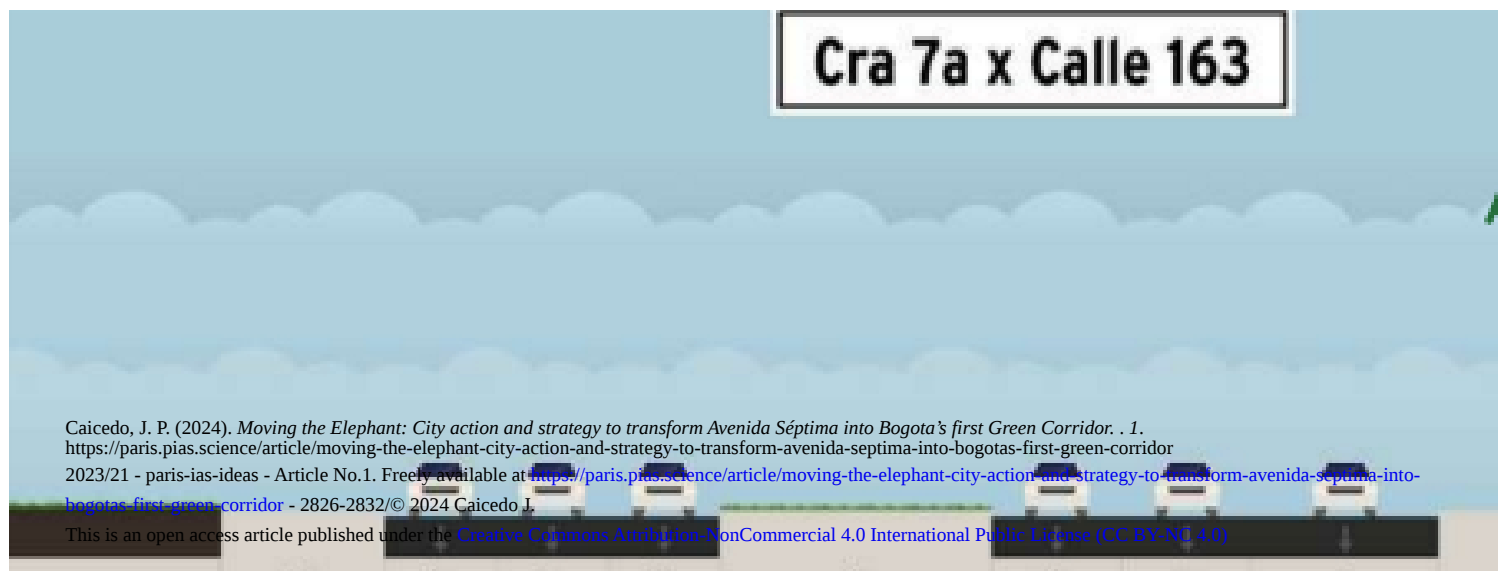 Cra 7a x Calle 163
Caicedo, J. P. (2024). Moving the Elephant: City action and strategy to transform Avenida Séptima into Bogota’s first Green Corridor. . 1.
https://paris.pias.science/article/moving-the-elephant-city-action-and-strategy-to-transform-avenida-septima-into-bogotas-first-green-corridor
2023/21 - paris-ias-ideas - Article No.1. Freely available at https://paris.pias.science/article/moving-the-elephant-city-action-and-strategy-to-transform-avenida-septima-into-
bogotas-first-green-corridor - 2826-2832/© 2024 Caicedo J.
This is an open access article published under the Creative Commons Attribution-NonCommercial 4.0 International Public License (CC BY-NC 4.0)